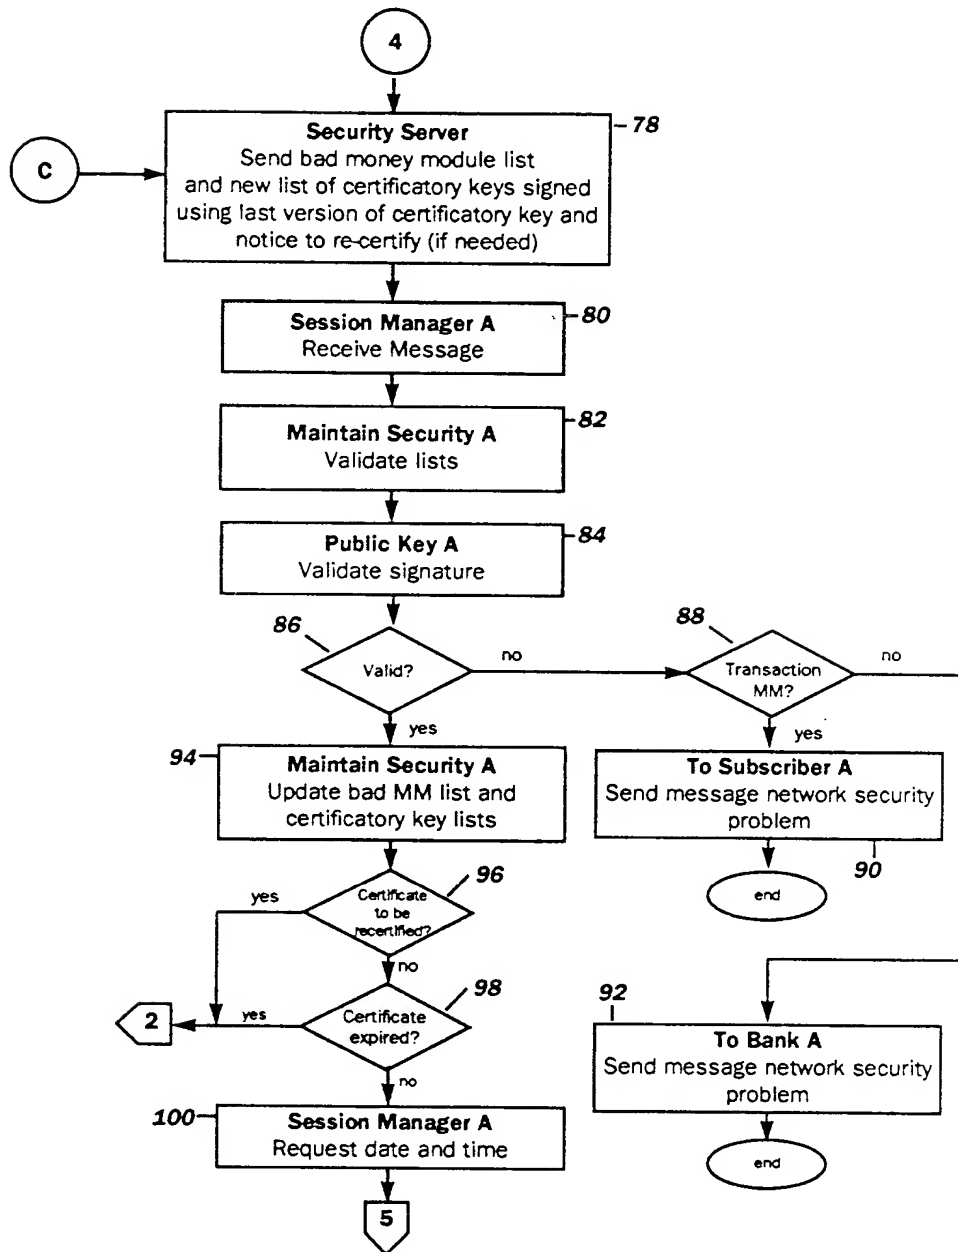 4
Security Server
78
Send bad money module list
and new list of certificatory keys signed
using last version of certificatory key and
notice to re-certify (if needed)
C
Session Manager A
80
Receive Message
Maintain Security A
82
Validate lists
Public Key A
84
Validate signature
86
Valid?
no
88
Transaction
MM?
no
yes
yes
94
Maintain Security A
Update bad MM list and
certificatory key lists
To Subscriber A
Send message network security
problem
90
end
96
Certificate
to be
recertified?
yes
no
98
Certificate
expired?
yes
2
no
92
To Bank A
Send message network security
problem
end
100
Session Manager A
Request date and time
5